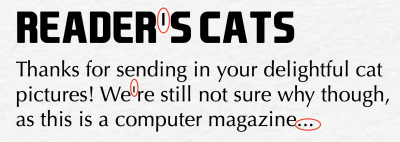 READER'S CATS
Thanks for sending in your delightful cat
pictures! We're still not sure why though,
as this is a computer magazine...